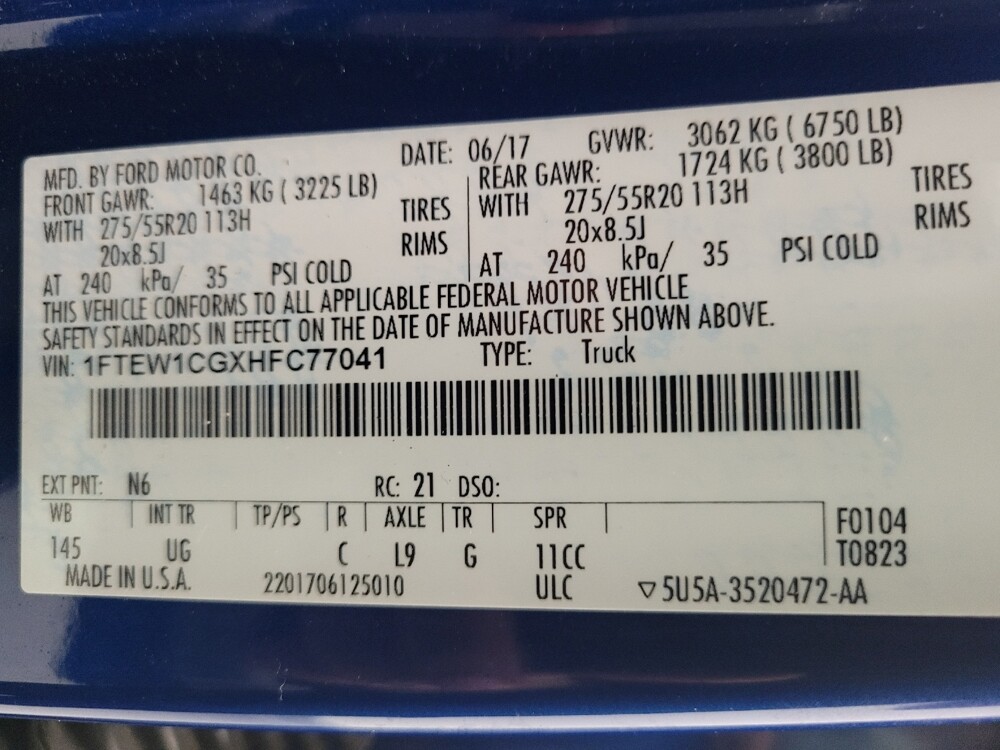 MFD. BY FORD MOTOR CO. DATE: 06/17 GVWR: 3062 KG ( 6750 LB)
FRONT GAWR: 1463 KG ( 3225 LB) REAR GAWR: 1724 KG ( 3800 LB)
WITH 275/55R20 113H TIRES WITH 275/55R20 113H TIRES
20x8.5J RIMS 20x8.5J RIMS
AT 240 kPa/ 35 PSI COLD AT 240 kPa/ 35 PSI COLD
THIS VEHICLE CONFORMS TO ALL APPLICABLE FEDERAL MOTOR VEHICLE
SAFETY STANDARDS IN EFFECT ON THE DATE OF MANUFACTURE SHOWN ABOVE.
VIN: 1FTEW1CGXHFC77041 TYPE: Truck
EXT PNT: N6 RC: 21 DSO:
WB INT TR TP/PS R AXLE TR SPR F0104
145 UG C L9 G 11CC T0823
MADE IN U.S.A. 2201706125010 ULC ▽5U5A-3520472-AA